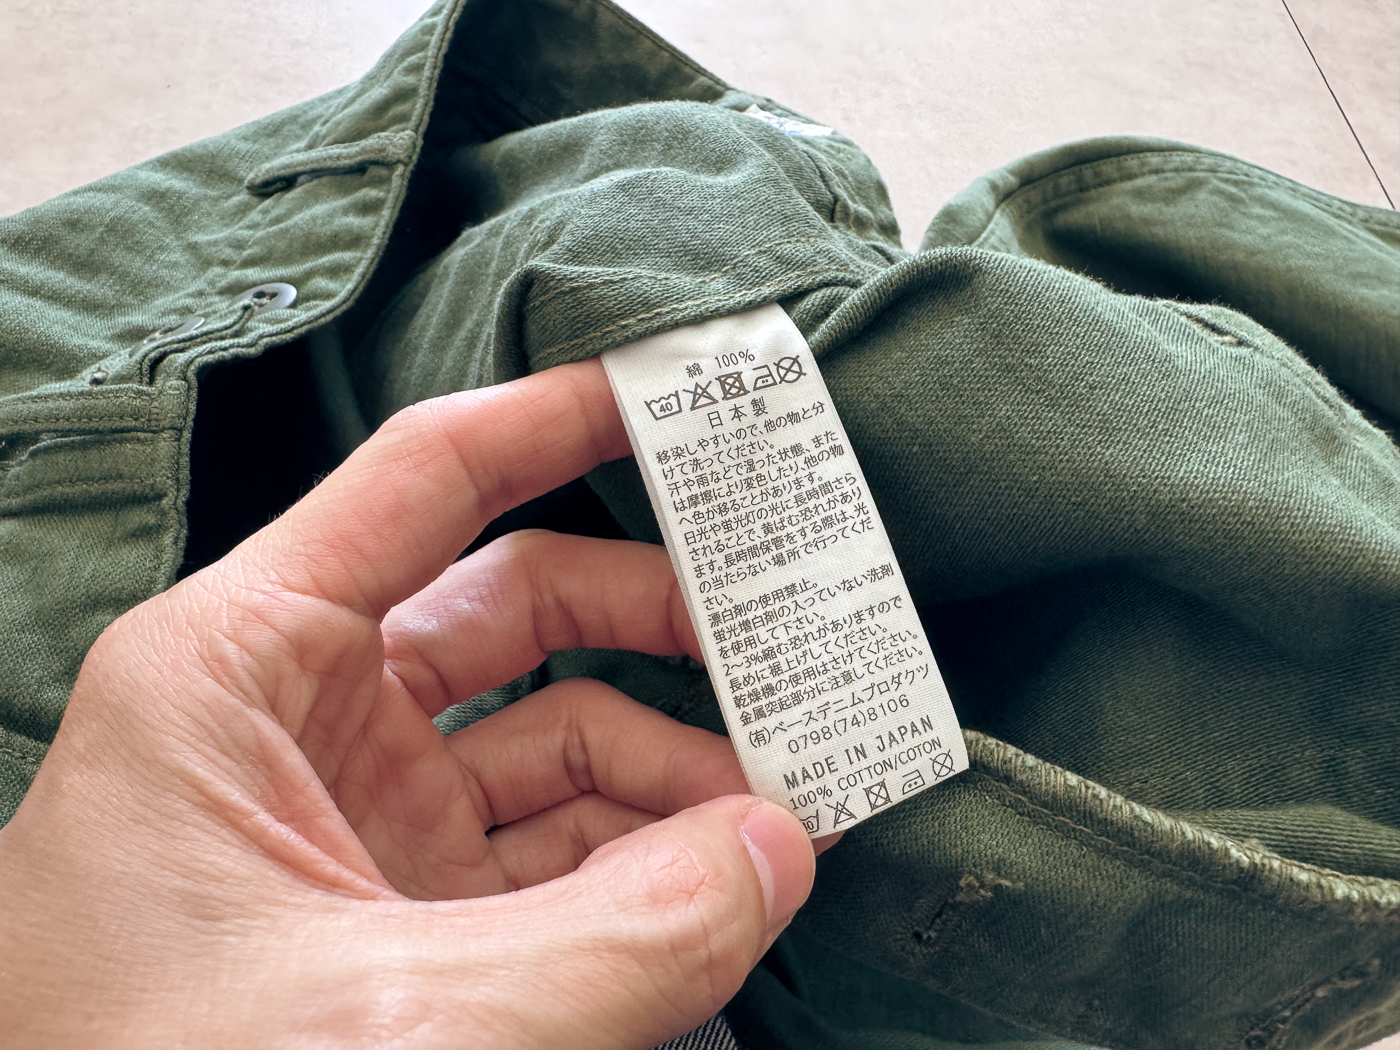 綿 100%
40
日本製
移染しやすいので、他の物と分
けて洗ってください。
汗や雨などで湿った状態、また
は摩擦により変色したり、他の物
へ色が移ることがあります。
日光や蛍光灯の光に長時間さら
されることで、黄ばむ恐れがあり
ます。長時間保管をする際は、光
の当たらない場所で行ってくだ
さい。
漂白剤の使用禁止。
蛍光増白剤の入っていない洗剤
を使用して下さい。
2〜3%縮む恐れがありますので
長めに裾上げしてください。
乾燥機の使用はさけてください。
金属突起部分に注意してください。
(有)ベースデニムプロダクツ
0798(74)8106
MADE IN JAPAN
100% COTTON/COTON